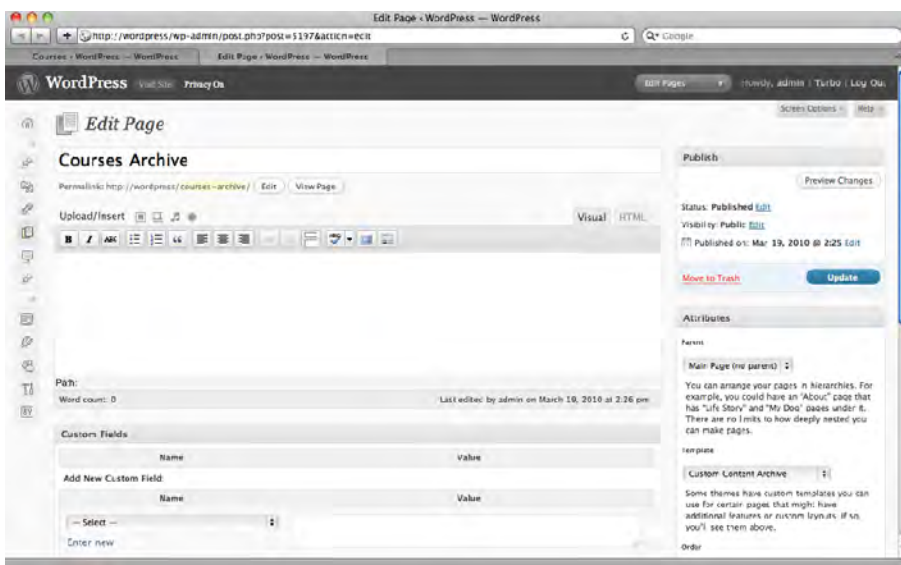 Edit Page ‹ WordPress — WordPress
http://wordpress/wp-admin/post.php?post=5197&action=edit
Google
Courses ‹ WordPress — WordPress
Edit Page ‹ WordPress — WordPress
WordPress Visit Site Privacy On
Edit Pages
Howdy, admin | Turbo | Log Out
Screen Options
Help
Edit Page
Courses Archive
Permalink: http://wordpress/courses-archive/ Edit View Page
Upload/Insert
Visual HTML
B I ABC
Path:
Word count: 0
Last edited by admin on March 19, 2010 at 2:26 pm
Custom Fields
Name Value
Add New Custom Field:
Name Value
— Select —
Enter new
Publish
Preview Changes
Status: Published Edit
Visibility: Public Edit
Published on: Mar 19, 2010 @ 2:25 Edit
Move to Trash
Update
Attributes
Parent
Main Page (no parent)
You can arrange your pages in hierarchies. For
example, you could have an "About" page that
has "Life Story" and "My Dog" pages under it.
There are no limits to how deeply nested you
can make pages.
Template
Custom Content Archive
Some themes have custom templates you can
use for certain pages that might have
additional features or custom layouts. If so,
you'll see them above.
Order